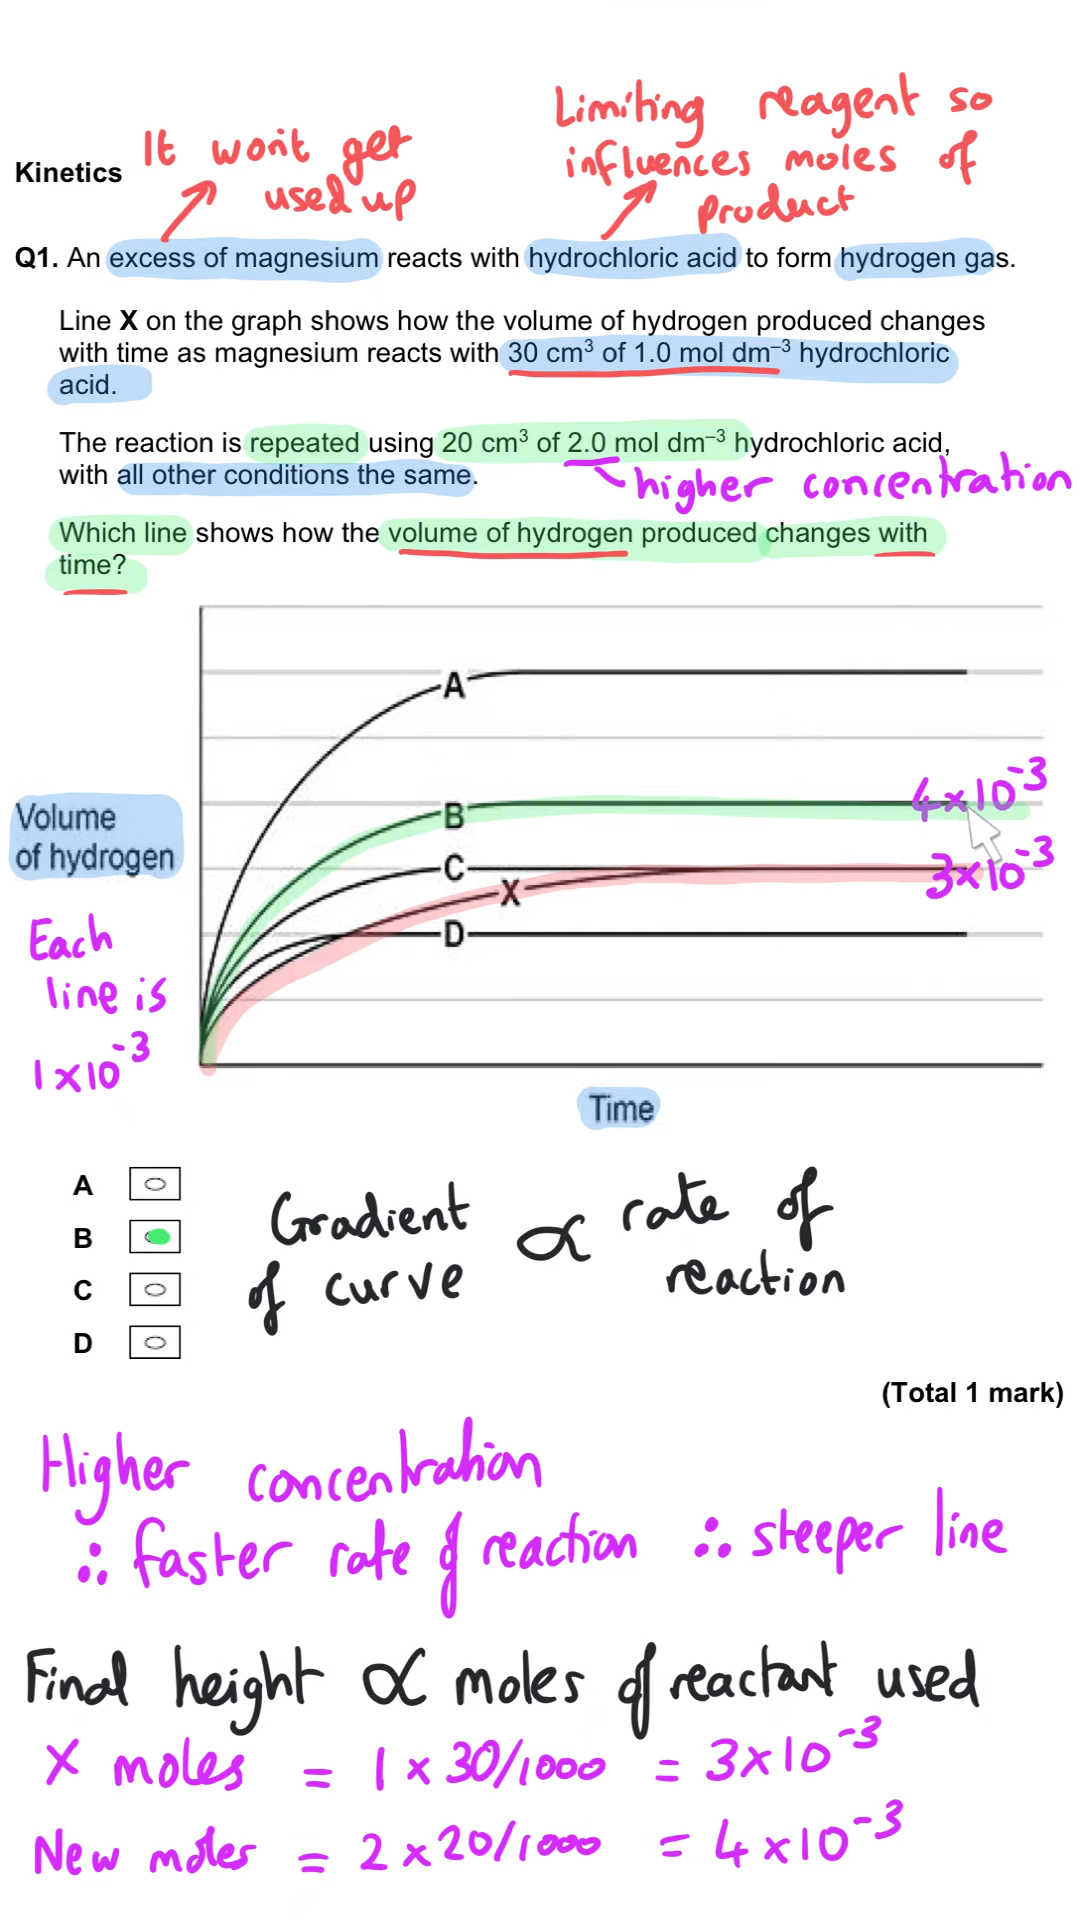 Limiting reagent so
It won't get influences moles of
Kinetics used up product
Q1. An excess of magnesium reacts with hydrochloric acid to form hydrogen gas.
Line X on the graph shows how the volume of hydrogen produced changes
with time as magnesium reacts with 30 cm³ of 1.0 mol dm⁻³ hydrochloric
acid.
The reaction is repeated using 20 cm³ of 2.0 mol dm⁻³ hydrochloric acid,
with all other conditions the same.
higher concentration
Which line shows how the volume of hydrogen produced changes with
time?
A
4×10⁻³
Volume
of hydrogen
B
C
3×10⁻³
X
D
Each
line is
1×10⁻³
Time
A
B
C
D
Gradient ∝ rate of
of curve reaction
(Total 1 mark)
Higher concentration
∴ faster rate of reaction ∴ steeper line
Final height ∝ moles of reactant used
X moles = 1 × 30/1000 = 3×10⁻³
New moles = 2 × 20/1000 = 4×10⁻³